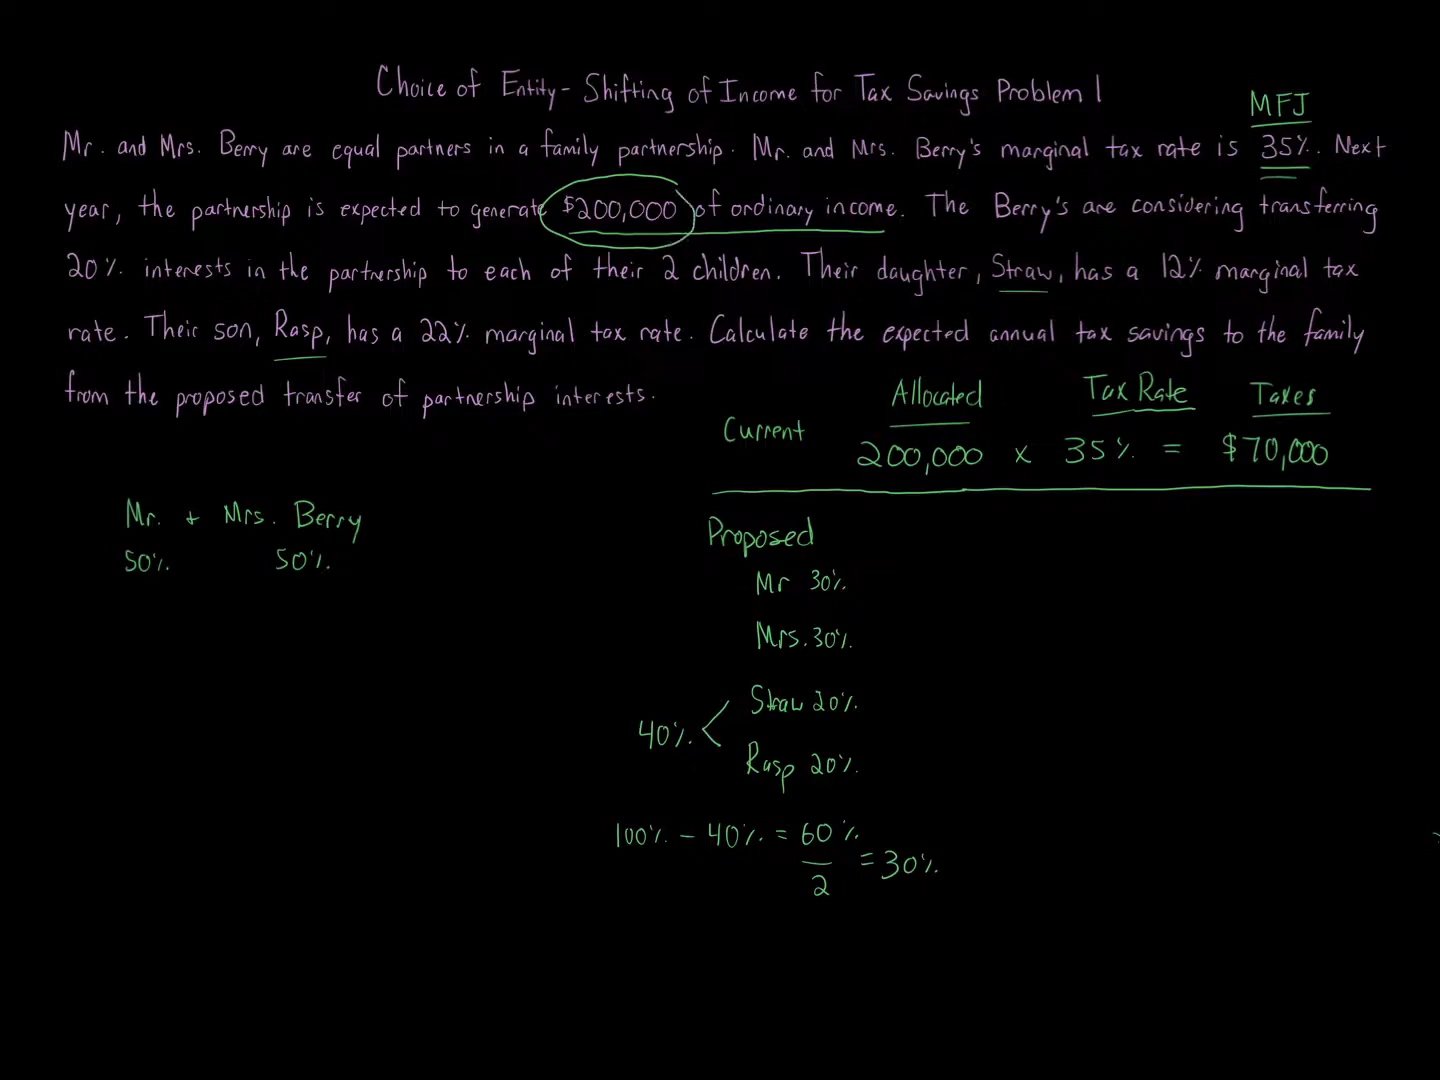 Choice of Entity - Shifting of Income for Tax Savings Problem 1
MFJ
Mr. and Mrs. Berry are equal partners in a family partnership. Mr. and Mrs. Berry's marginal tax rate is 35%. Next
year, the partnership is expected to generate $200,000 of ordinary income. The Berry's are considering transferring
20% interests in the partnership to each of their 2 children. Their daughter, Straw, has a 12% marginal tax
rate. Their son, Rasp, has a 22% marginal tax rate. Calculate the expected annual tax savings to the family
from the proposed transfer of partnership interests.
Allocated Tax Rate Taxes
Current 200,000 x 35% = $70,000
Mr. + Mrs. Berry
50% 50%
Proposed
Mr 30%
Mrs. 30%
Straw 20%
40% <
Rasp 20%
100% - 40% = 60%
2 = 30%